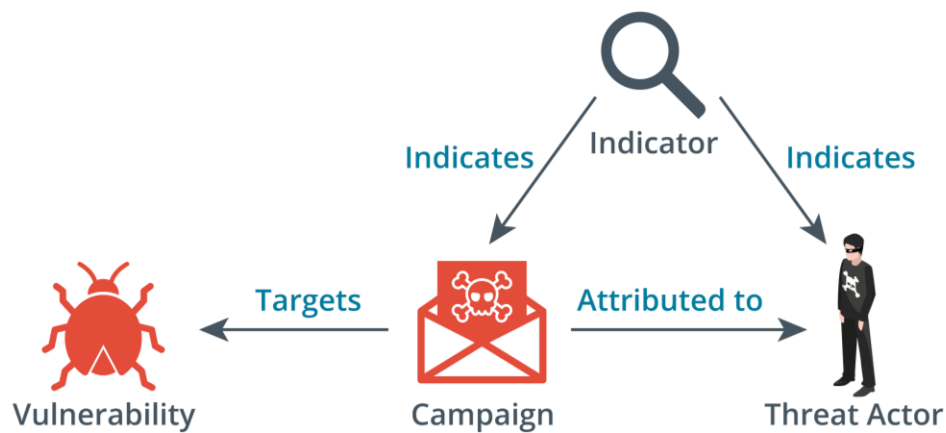 Indicator
Indicates
Indicates
Targets
Attributed to
Vulnerability
Campaign
Threat Actor